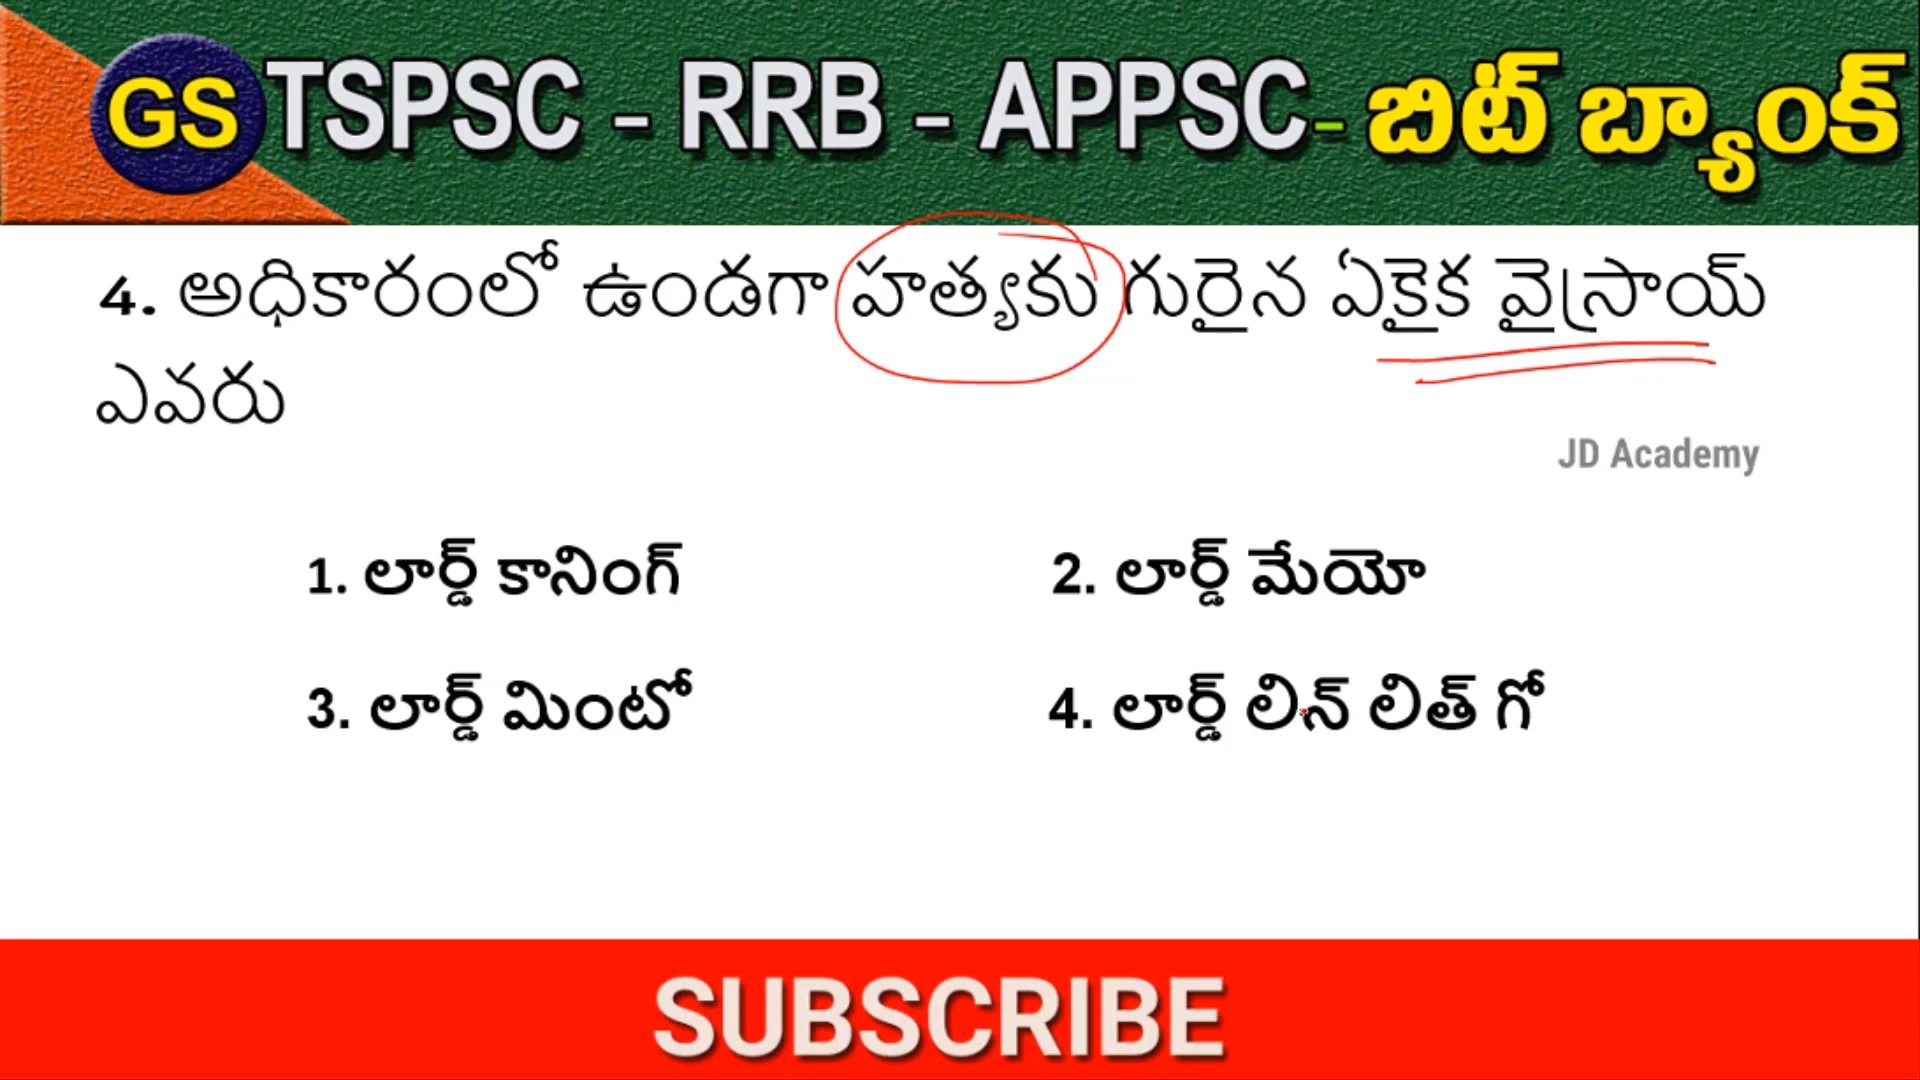 GS TSPSC - RRB - APPSC- బిట్ బ్యాంక్
4. అధికారంలో ఉండగా హత్యకు గురైన ఏకైక వైస్రాయ్
ఎవరు
JD Academy
1. లార్డ్ కానింగ్ 2. లార్డ్ మేయో
3. లార్డ్ మింటో 4. లార్డ్ లిన్ లిత్ గో
SUBSCRIBE